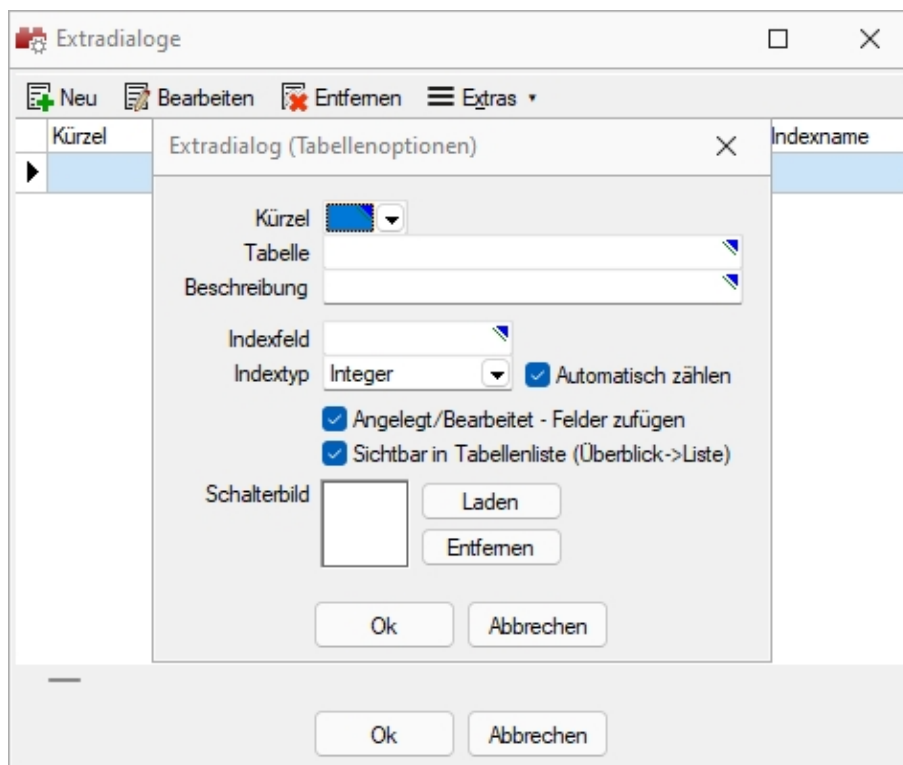 Extradialoge
Neu Bearbeiten Entfernen Extras
Kürzel Indexname
Extradialog (Tabellenoptionen)
Kürzel
Tabelle
Beschreibung
Indexfeld
Indextyp Integer Automatisch zählen
Angelegt/Bearbeitet - Felder zufügen
Sichtbar in Tabellenliste (Überblick->Liste)
Schalterbild Laden
Entfernen
Ok Abbrechen
Ok Abbrechen